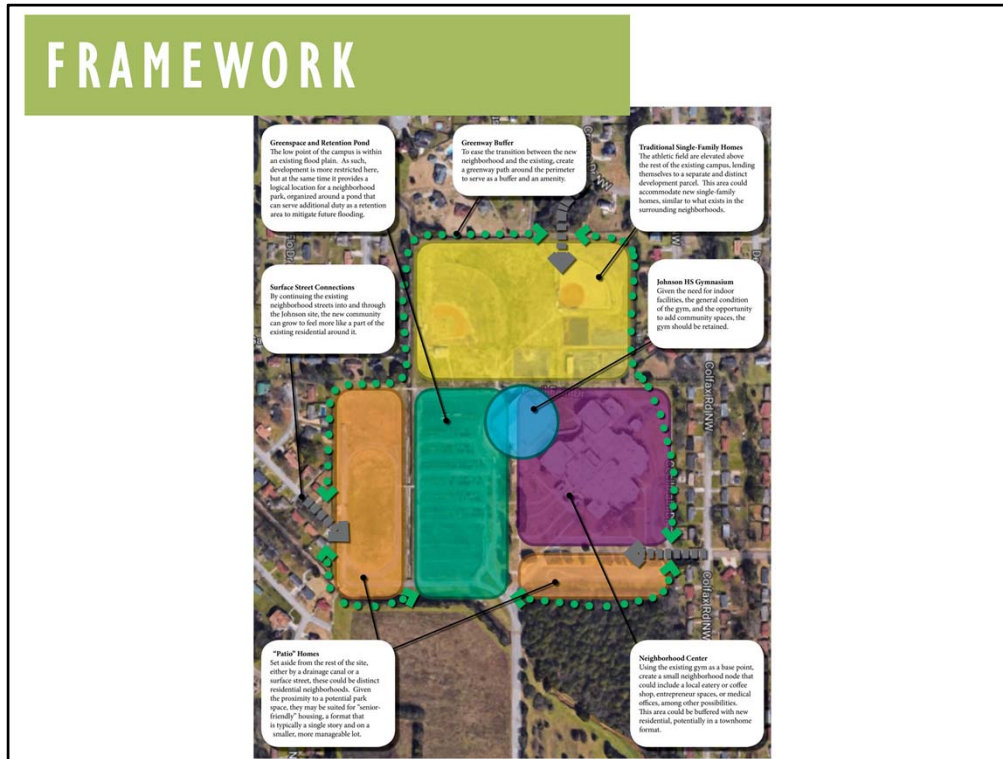 FRAMEWORK
Greenspace and Retention Pond
The low point of the campus is within
an existing flood plain. As such,
development is more restricted here,
but at the same time it provides a
logical location for a neighborhood
park, organized around a pond that
can serve additional duty as a retention
area to mitigate future flooding.
Greenway Buffer
To ease the transition between the new
neighborhood and the existing, create
a greenway path around the perimeter
to serve as a buffer and an amenity.
Traditional Single-Family Homes
The athletic field are elevated above
the rest of the existing campus, lending
themselves to a separate and distinct
development parcel. This area could
accommodate new single-family
homes, similar to what exists in the
surrounding neighborhoods.
Surface Street Connections
By continuing the existing
neighborhood streets into and through
the Johnson site, the new community
can grow to feel more like a part of the
existing residential around it.
Johnson HS Gymnasium
Given the need for indoor
facilities, the general condition
of the gym, and the opportunity
to add community spaces, the
gym should be retained.
Colfax Rd NW
Colfax Rd NW
"Patio" Homes
Set aside from the rest of the site,
either by a drainage canal or a
surface street, these could be distinct
residential neighborhoods. Given
the proximity to a potential park
space, they may be suited for "senior-
friendly" housing, a format that
is typically a single story and on a
smaller, more manageable lot.
Neighborhood Center
Using the existing gym as a base point,
create a small neighborhood node that
could include a local eatery or coffee
shop, entrepreneur spaces, or medical
offices, among other possibilities.
This area could be buffered with new
residential, potentially in a townhome
format.